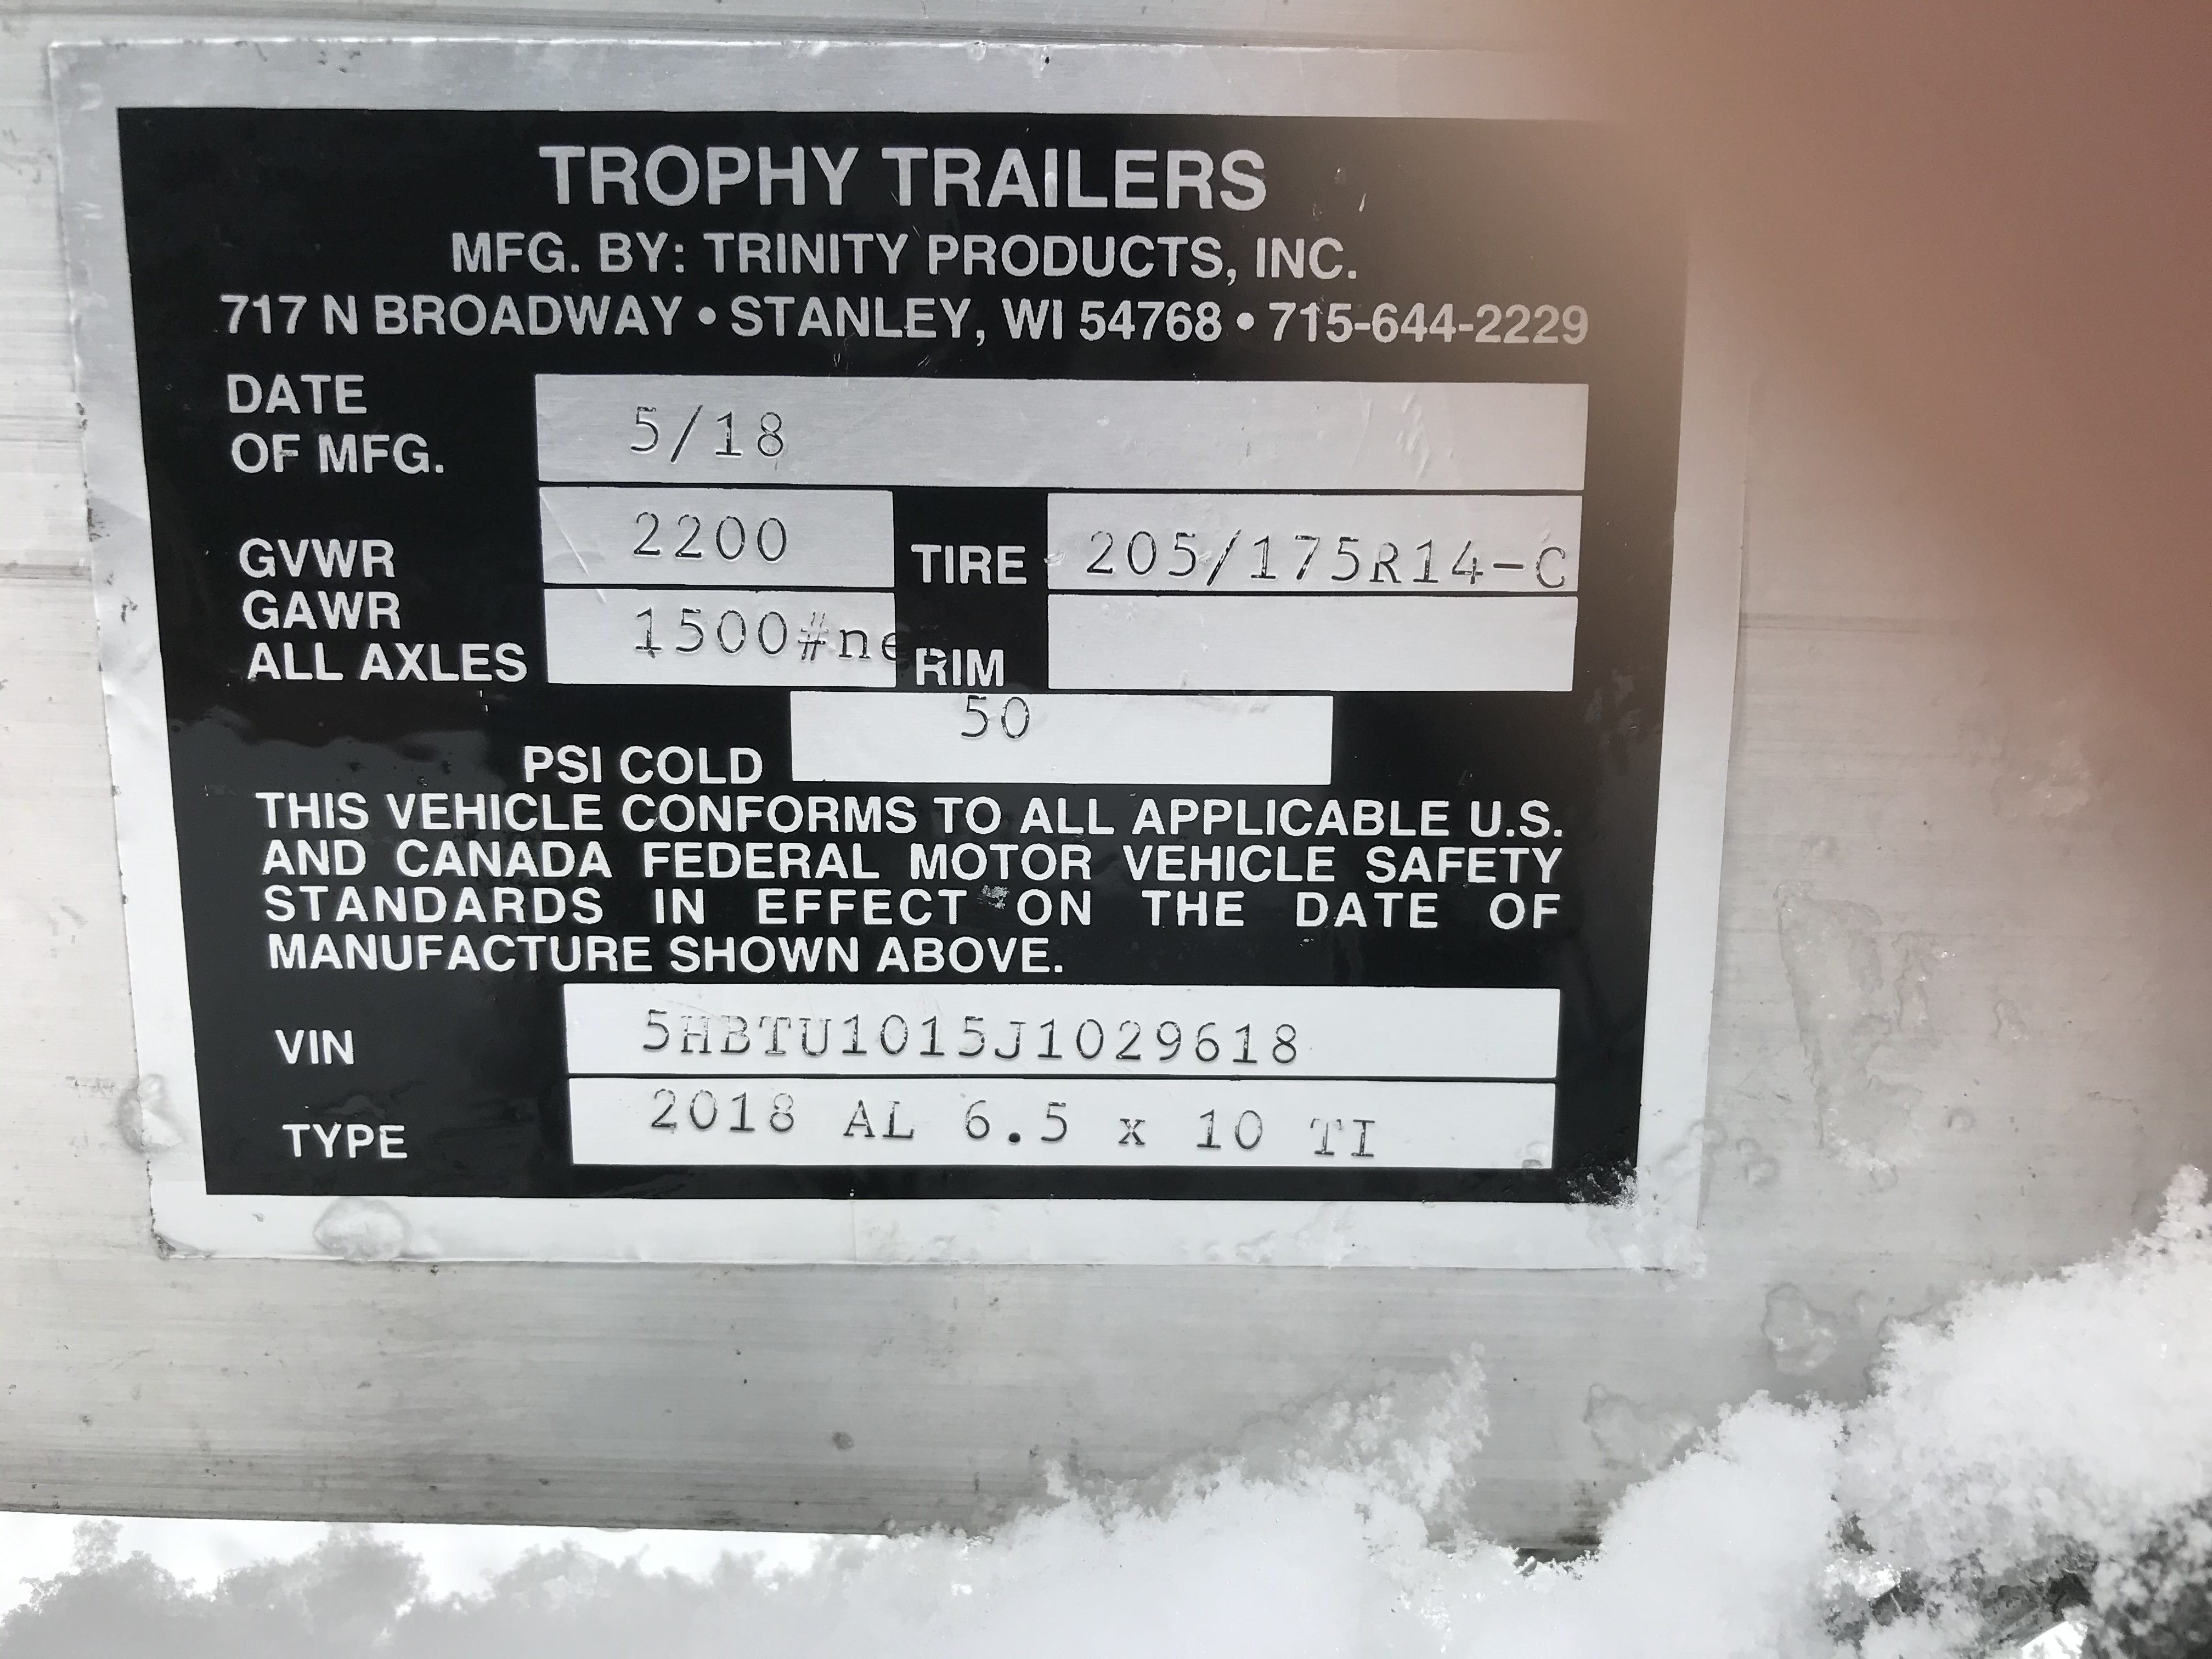 TROPHY TRAILERS
MFG. BY: TRINITY PRODUCTS, INC.
717 N BROADWAY • STANLEY, WI 54768 • 715-644-2229
DATE
OF MFG. 5/18
GVWR 2200 TIRE 205/175R14-C
GAWR
ALL AXLES 1500#ne RIM
PSI COLD 50
THIS VEHICLE CONFORMS TO ALL APPLICABLE U.S.
AND CANADA FEDERAL MOTOR VEHICLE SAFETY
STANDARDS IN EFFECT ON THE DATE OF
MANUFACTURE SHOWN ABOVE.
VIN 5HBTU1015J1029618
TYPE 2018 AL 6.5 x 10 TI